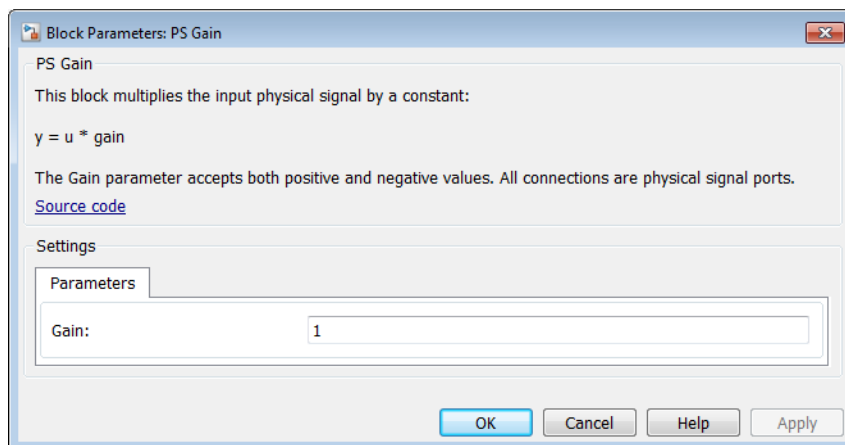 Block Parameters: PS Gain
PS Gain
This block multiplies the input physical signal by a constant:
y = u * gain
The Gain parameter accepts both positive and negative values. All connections are physical signal ports.
Source code
Settings
Parameters
Gain: 1
OK Cancel Help Apply